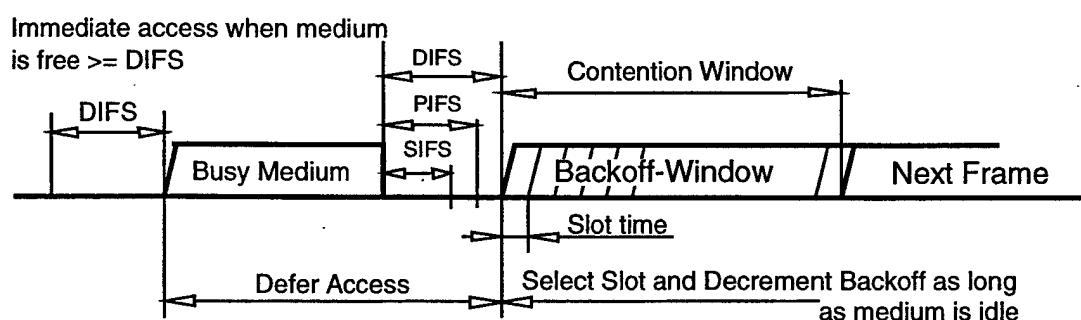 Immediate access when medium
is free >= DIFS
DIFS
DIFS
PIFS
SIFS
Contention Window
Busy Medium
Backoff-Window
Next Frame
Slot time
Defer Access
Select Slot and Decrement Backoff as long
as medium is idle